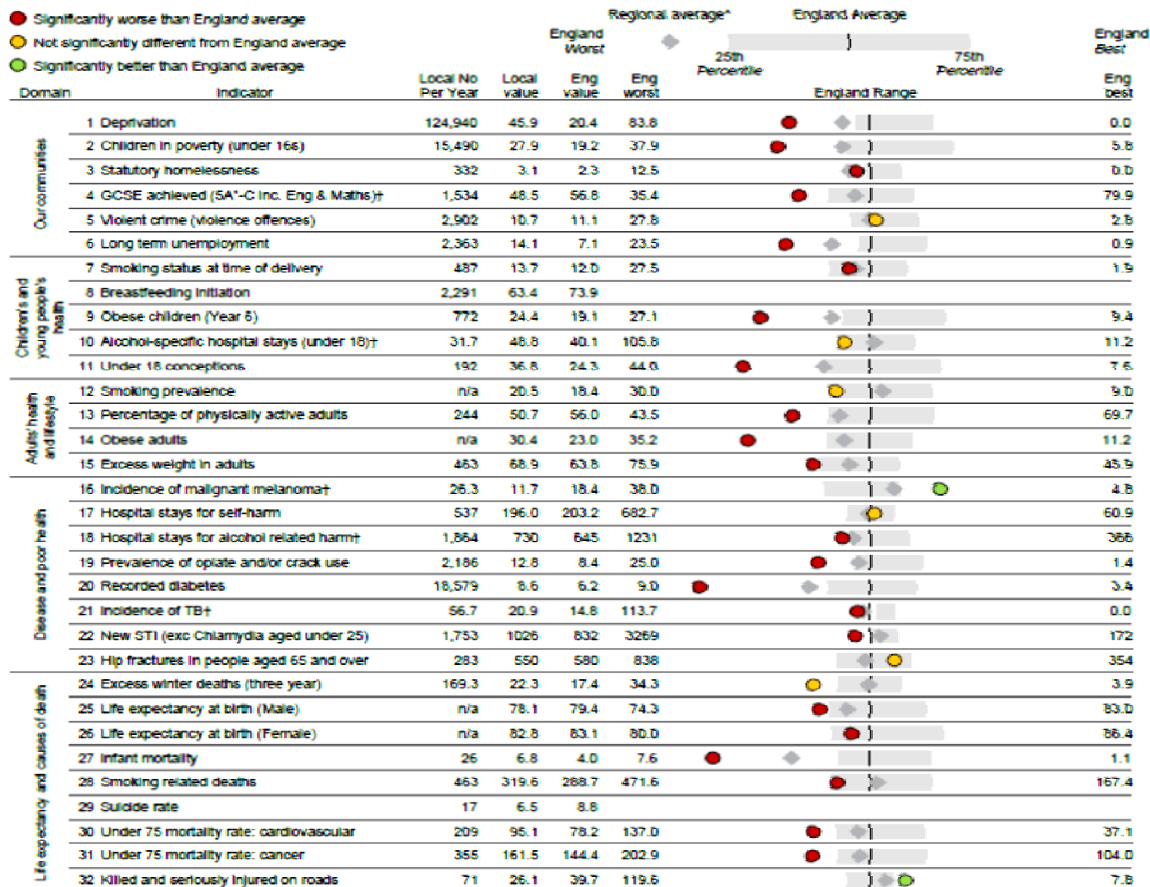 Significantly worse than England average
Not significantly different from England average
Significantly better than England average
Regional average^ England Average
England Worst
England Best
25th Percentile
75th Percentile
Domain Indicator Local No Per Year Local value Eng value Eng worst England Range Eng best
Our communities
1 Deprivation 124,940 45.9 20.4 83.8 0.0
2 Children in poverty (under 16s) 15,490 27.9 19.2 37.9 5.8
3 Statutory homelessness 332 3.1 2.3 12.5 0.0
4 GCSE achieved (5A*-C inc. Eng & Maths)† 1,534 48.5 56.8 35.4 79.9
5 Violent crime (violence offences) 2,902 10.7 11.1 27.8 2.8
6 Long term unemployment 2,363 14.1 7.1 23.5 0.9
Children's and young people's health
7 Smoking status at time of delivery 487 13.7 12.0 27.5 1.9
8 Breastfeeding initiation 2,291 63.4 73.9
9 Obese children (Year 6) 772 24.4 19.1 27.1 9.4
10 Alcohol-specific hospital stays (under 18)† 31.7 48.8 40.1 105.8 11.2
11 Under 18 conceptions 192 36.8 24.3 44.0 7.6
Adults' health and lifestyle
12 Smoking prevalence n/a 20.5 18.4 30.0 9.0
13 Percentage of physically active adults 244 50.7 56.0 43.5 69.7
14 Obese adults n/a 30.4 23.0 35.2 11.2
15 Excess weight in adults 463 68.9 63.8 75.9 45.9
Disease and poor health
16 Incidence of malignant melanoma† 26.3 11.7 18.4 38.0 4.8
17 Hospital stays for self-harm 537 196.0 203.2 682.7 60.9
18 Hospital stays for alcohol related harm† 1,864 730 645 1231 366
19 Prevalence of opiate and/or crack use 2,186 12.8 8.4 25.0 1.4
20 Recorded diabetes 18,579 8.6 6.2 9.0 3.4
21 Incidence of TB† 56.7 20.9 14.8 113.7 0.0
22 New STI (exc Chlamydia aged under 25) 1,753 1026 832 3269 172
23 Hip fractures in people aged 65 and over 283 550 580 838 354
Life expectancy and causes of death
24 Excess winter deaths (three year) 169.3 22.3 17.4 34.3 3.9
25 Life expectancy at birth (Male) n/a 78.1 79.4 74.3 83.0
26 Life expectancy at birth (Female) n/a 82.8 83.1 80.0 86.4
27 Infant mortality 26 6.8 4.0 7.6 1.1
28 Smoking related deaths 463 319.6 288.7 471.6 167.4
29 Suicide rate 17 6.5 8.8
30 Under 75 mortality rate: cardiovascular 209 95.1 78.2 137.0 37.1
31 Under 75 mortality rate: cancer 355 161.5 144.4 202.9 104.0
32 Killed and seriously injured on roads 71 26.1 39.7 119.6 7.8